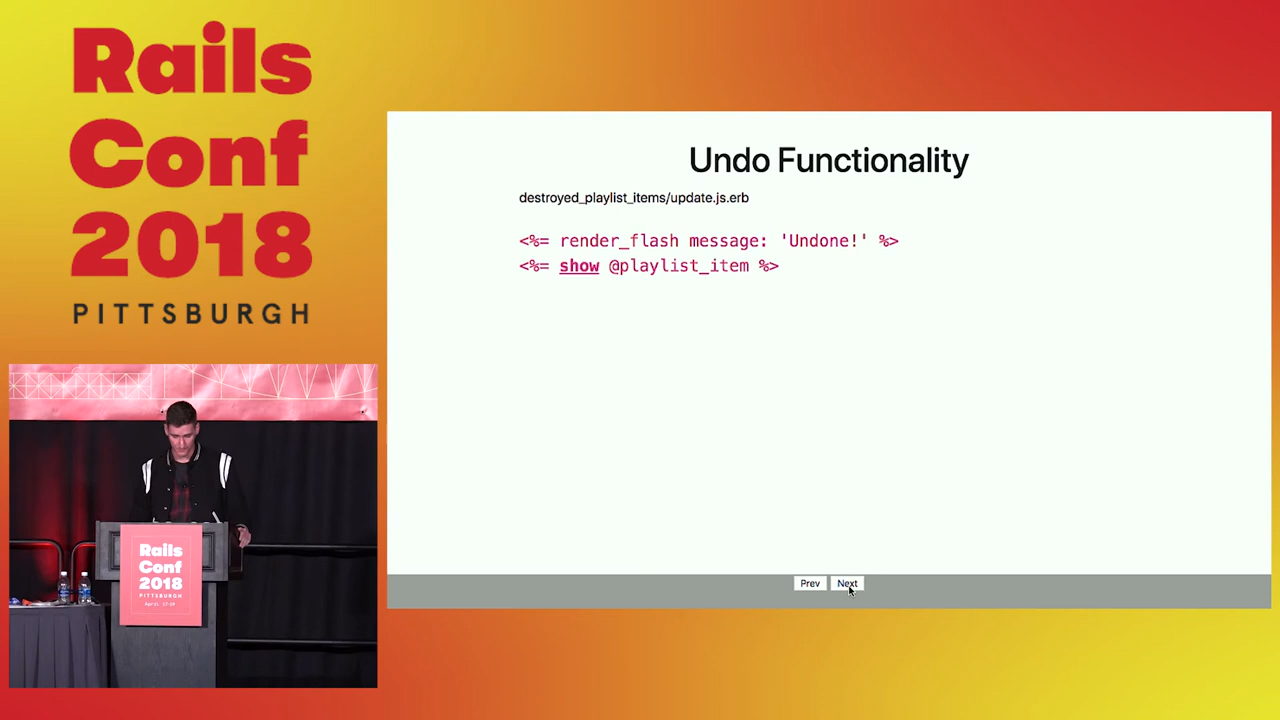 Rails
Conf
2018
PITTSBURGH
Undo Functionality
destroyed_playlist_items/update.js.erb
<%= render_flash message: 'Undone!' %>
<%= show @playlist_item %>
Prev
Next
Rails
Conf
2018
PITTSBURGH